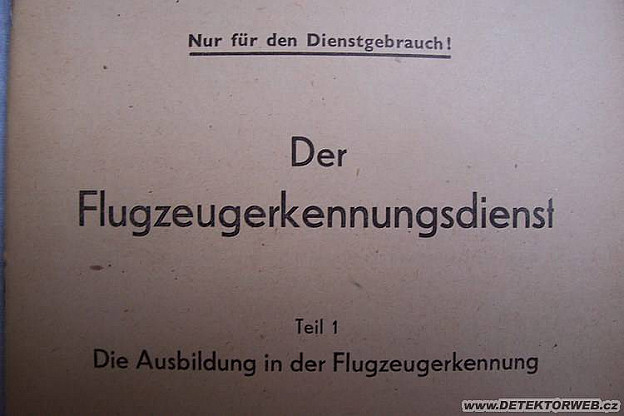 Nur für den Dienstgebrauch!
Der
Flugzeugerkennungsdienst
Teil 1
Die Ausbildung in der Flugzeugerkennung
www.DETEKTORWEB.cz